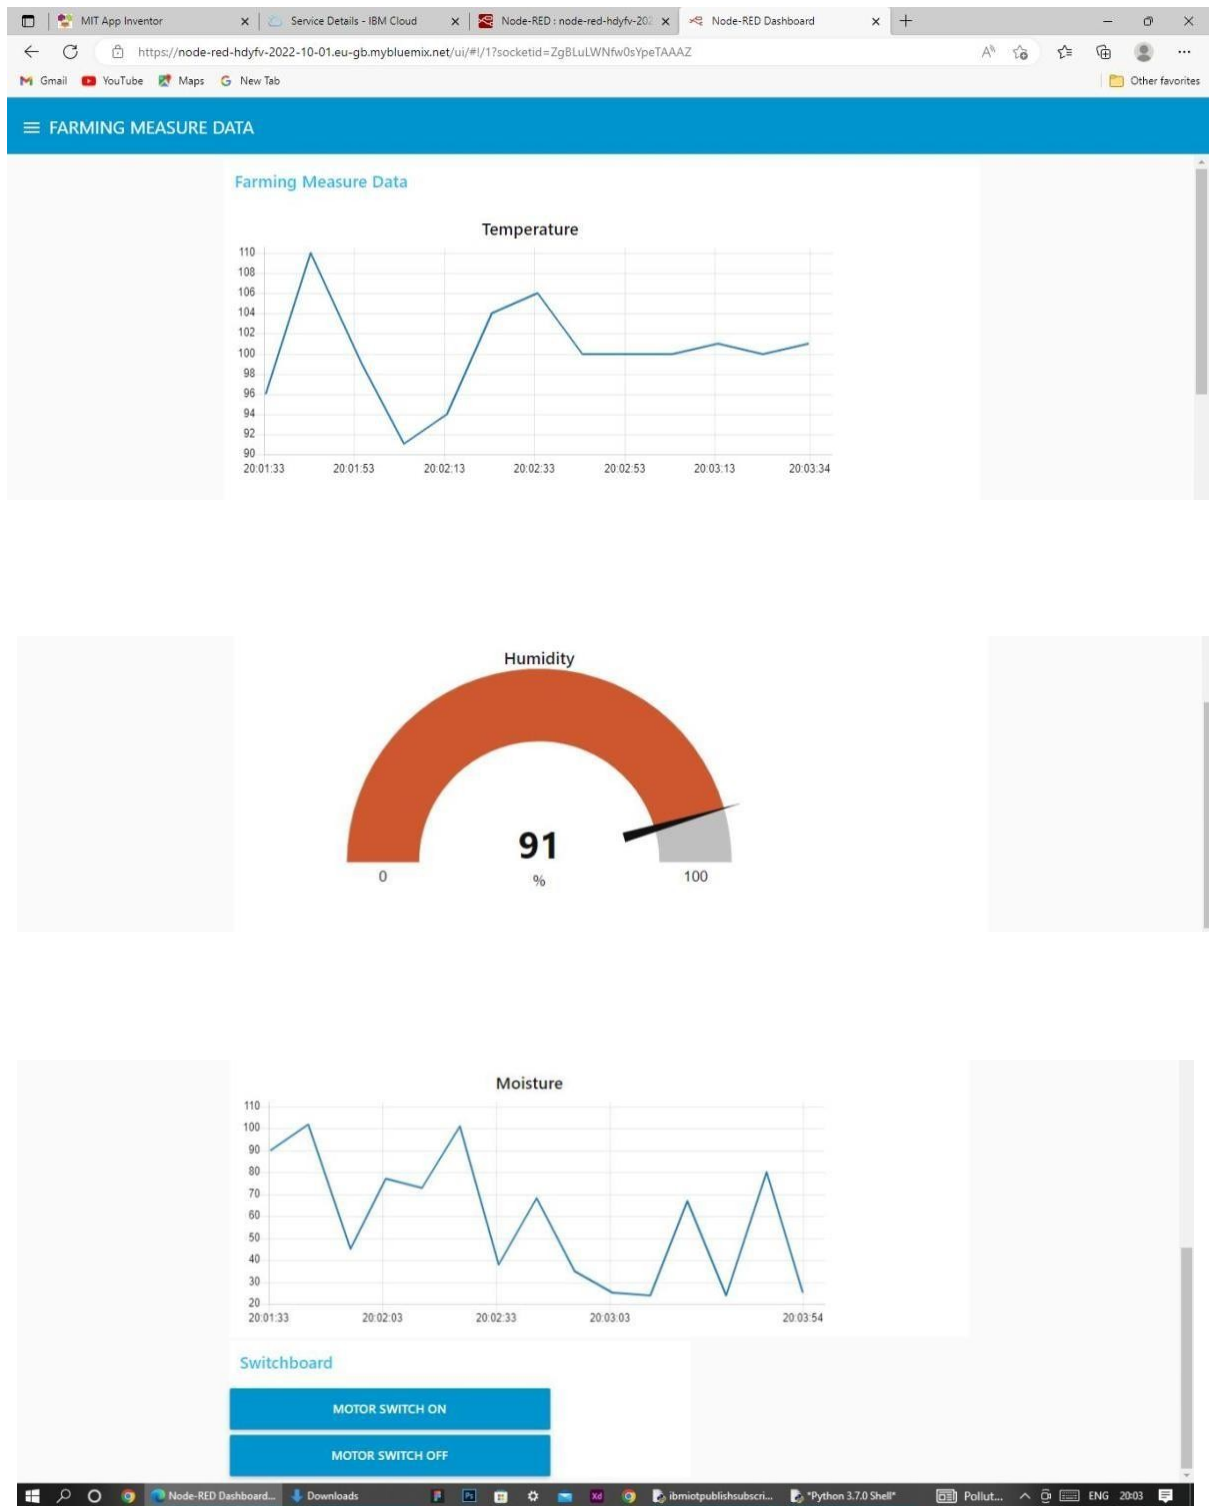 MIT App Inventor
Service Details - IBM Cloud
Node-RED : node-red-hdyfv-202
Node-RED Dashboard
https://node-red-hdyfv-2022-10-01.eu-gb.mybluemix.net/ui/#!/1?socketid=ZgBLuLWNfw0sYpeTAAAZ
Gmail YouTube Maps New Tab Other favorites
FARMING MEASURE DATA
Farming Measure Data
Temperature
110
108
106
104
102
100
98
96
94
92
90
20:01:33 20:01:53 20:02:13 20:02:33 20:02:53 20:03:13 20:03:34
Humidity
91
%
0 100
Moisture
110
100
90
80
70
60
50
40
30
20
20:01:33 20:02:03 20:02:33 20:03:03 20:03:54
Switchboard
MOTOR SWITCH ON
MOTOR SWITCH OFF
Node-RED Dashboard... Downloads Ps Xd ibmiotpublishsubscri... *Python 3.7.0 Shell* Pollut... ENG 20:03